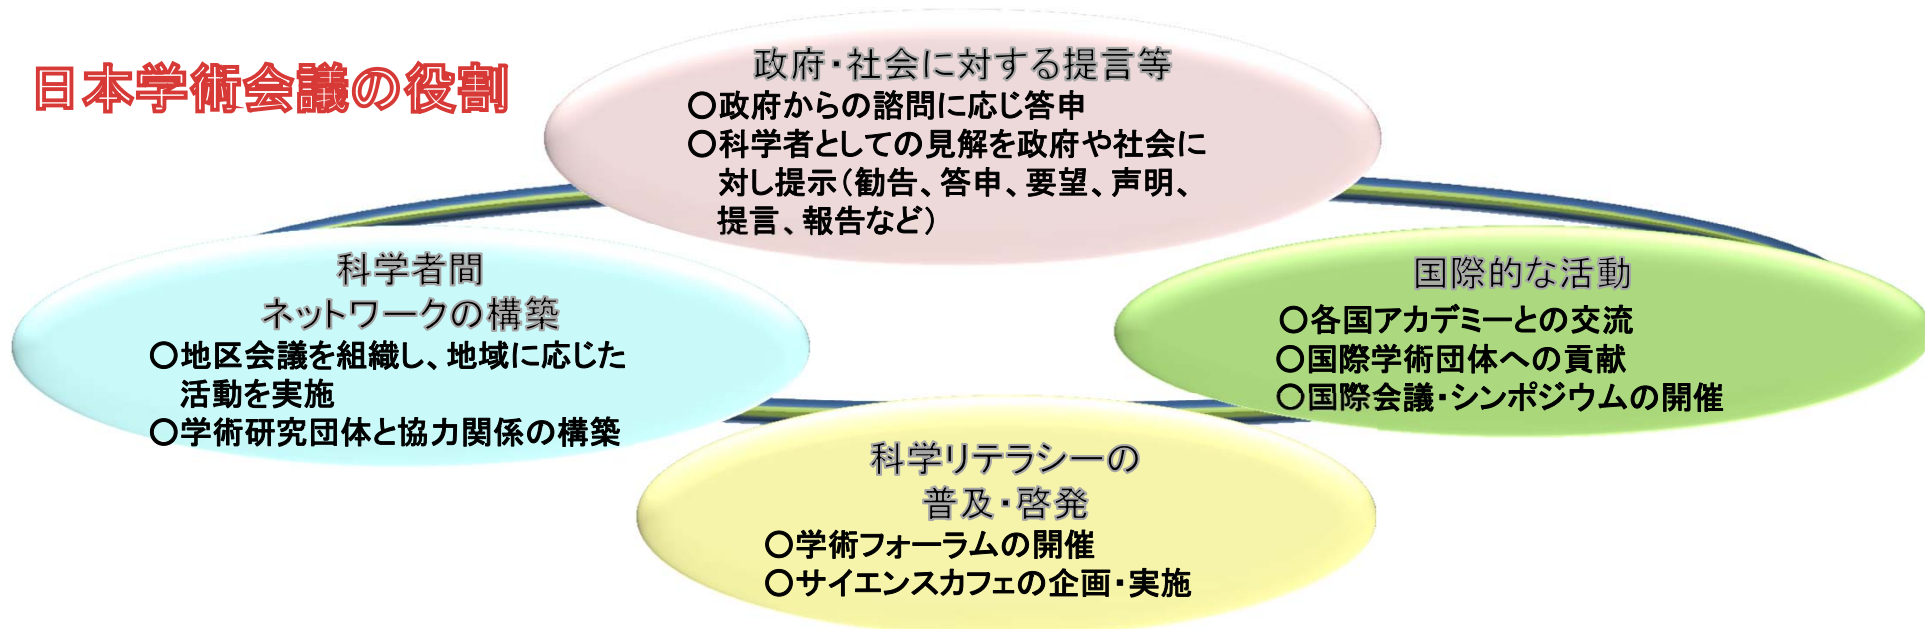 日本学術会議の役割
政府・社会に対する提言等
○政府からの諮問に応じ答申
○科学者としての見解を政府や社会に
対し提示(勧告、答申、要望、声明、
提言、報告など)
科学者間
ネットワークの構築
○地区会議を組織し、地域に応じた
活動を実施
○学術研究団体と協力関係の構築
国際的な活動
○各国アカデミーとの交流
○国際学術団体への貢献
○国際会議・シンポジウムの開催
科学リテラシーの
普及・啓発
○学術フォーラムの開催
○サイエンスカフェの企画・実施